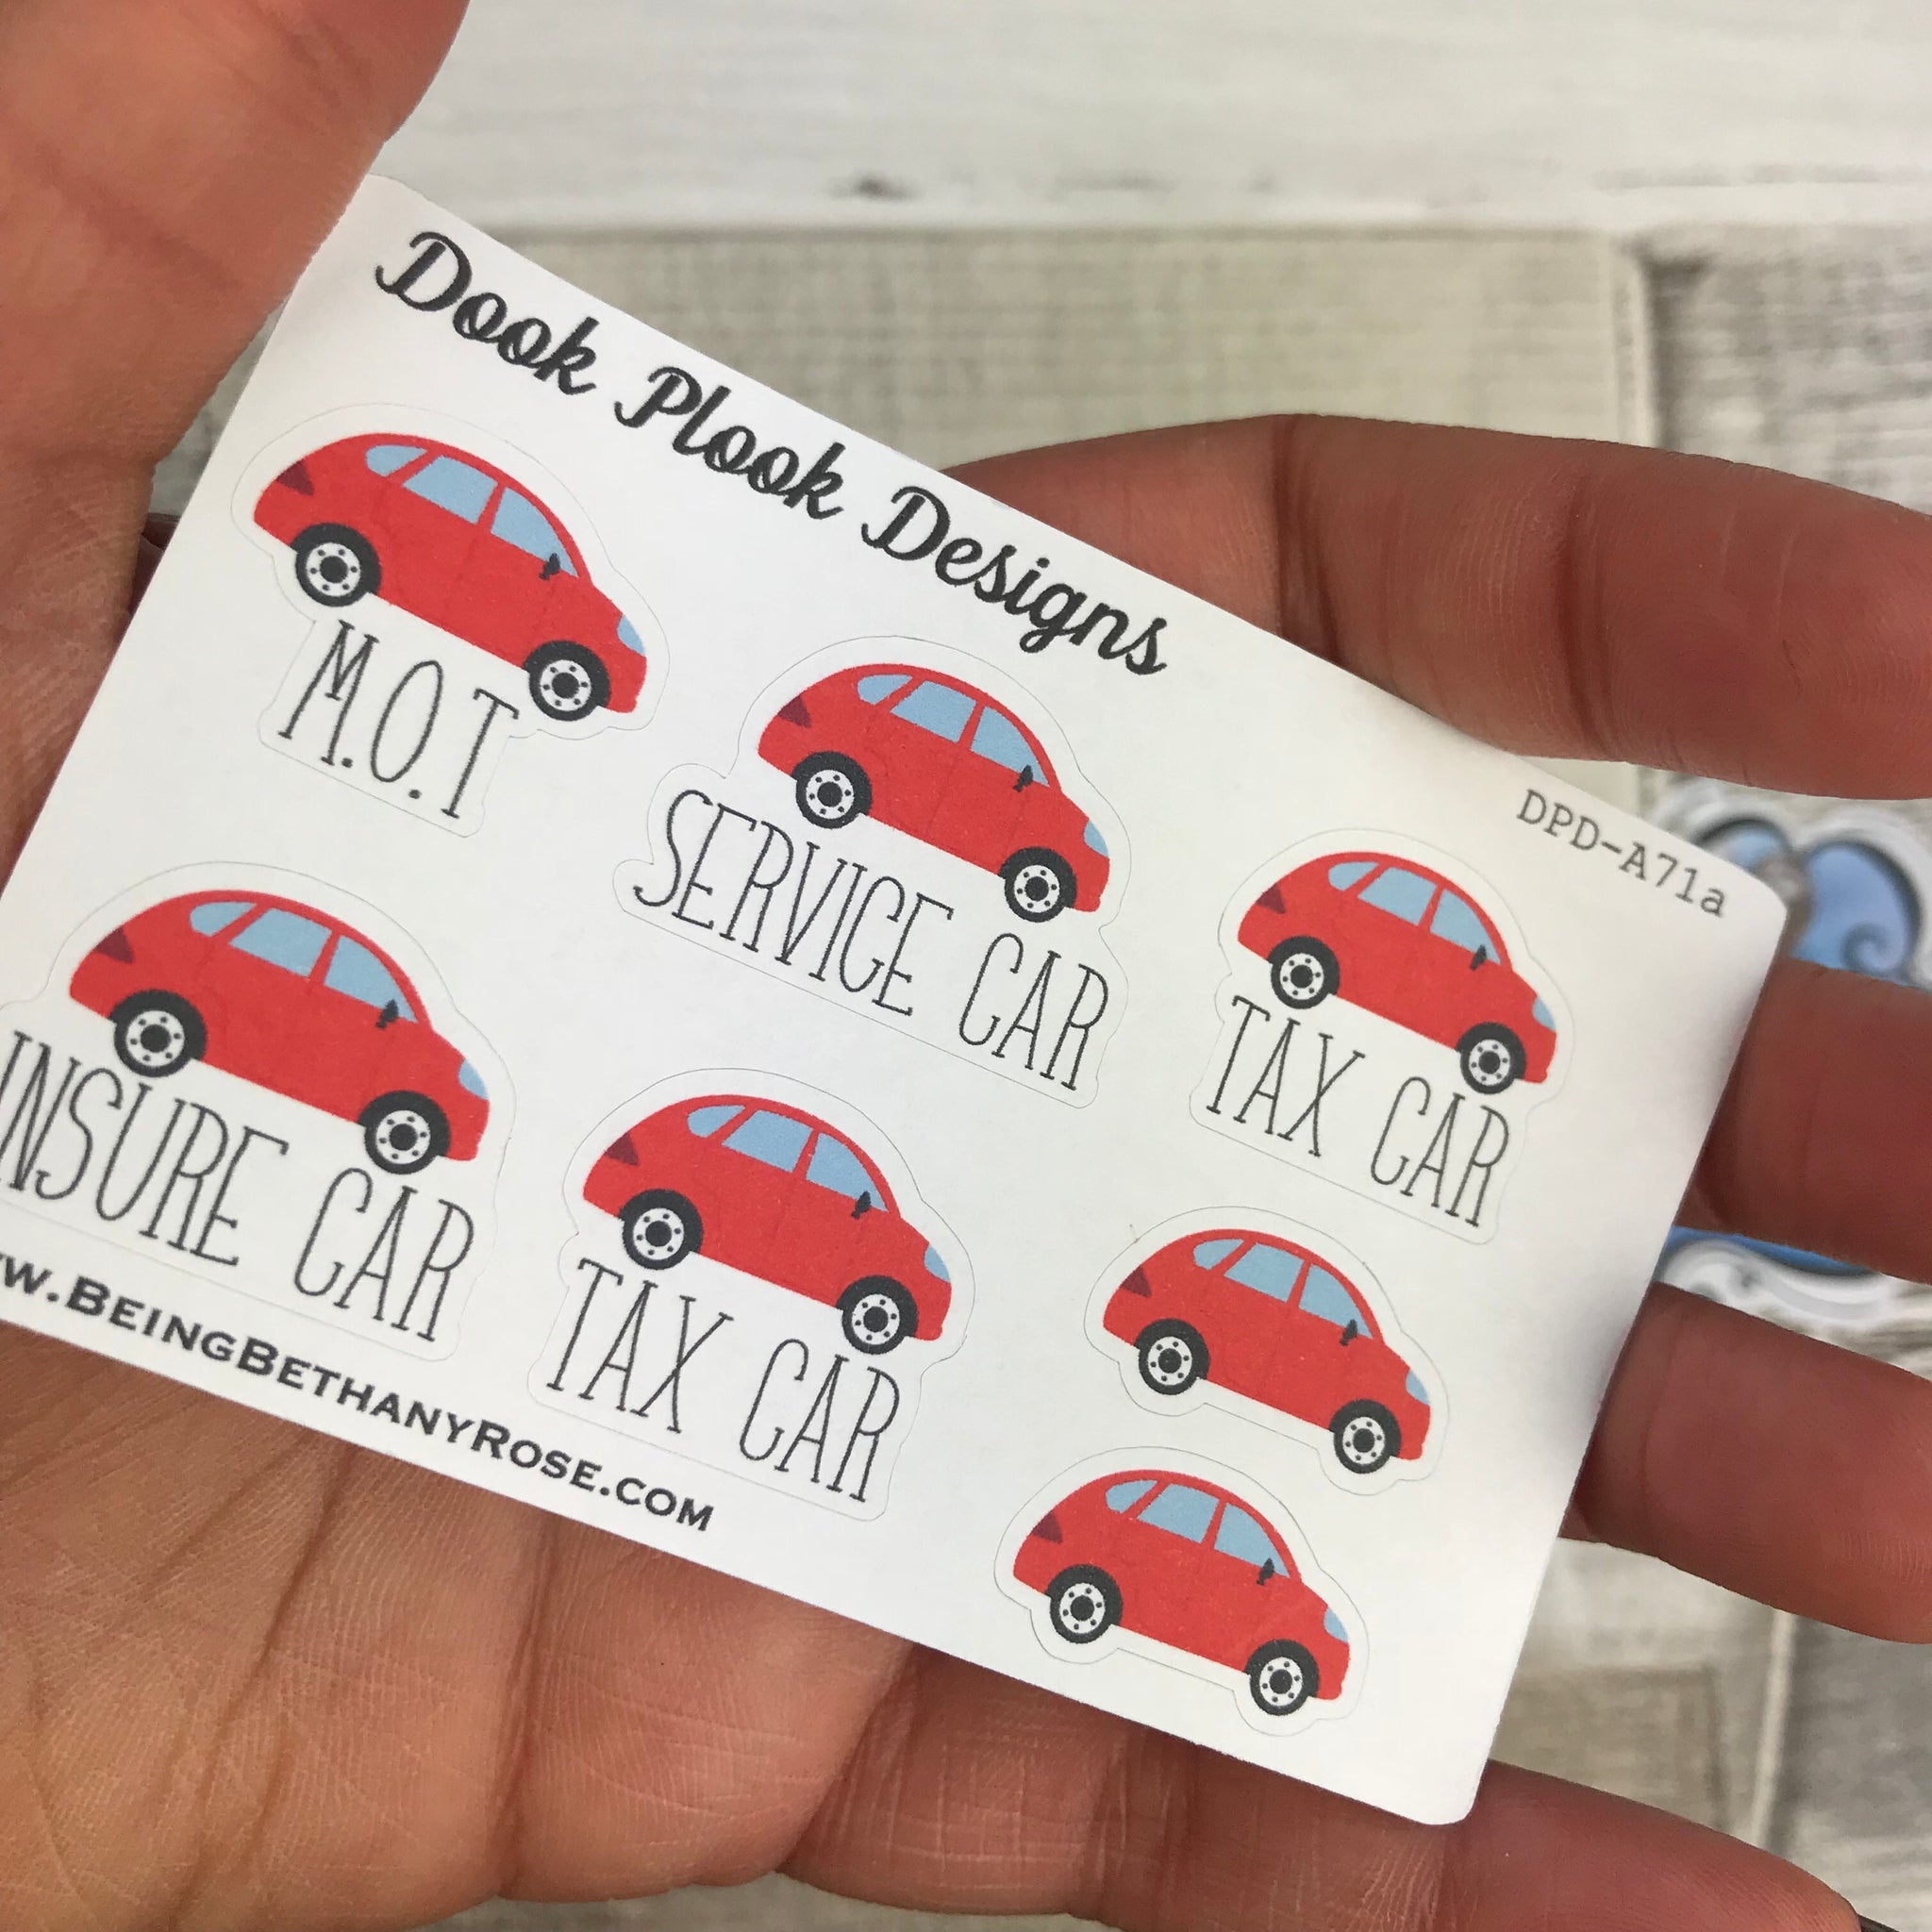 Dook Plook Designs
DPD-A71a
M.O.T
SERVICE CAR
TAX CAR
INSURE CAR
TAX CAR
W.BEINGBETHANYROSE.COM